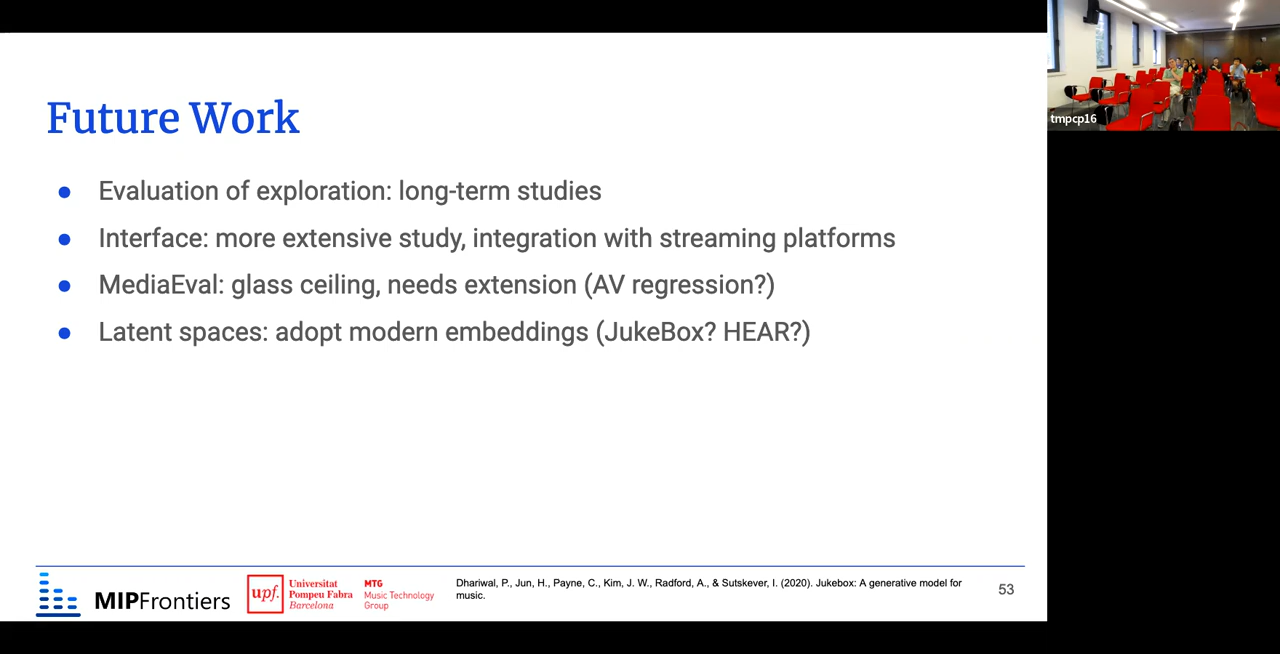 Future Work
● Evaluation of exploration: long-term studies
● Interface: more extensive study, integration with streaming platforms
● MediaEval: glass ceiling, needs extension (AV regression?)
● Latent spaces: adopt modern embeddings (JukeBox? HEAR?)
MIPFrontiers
upf.
Universitat
Pompeu Fabra
Barcelona
MTG
Music Technology
Group
Dhariwal, P., Jun, H., Payne, C., Kim, J. W., Radford, A., & Sutskever, I. (2020). Jukebox: A generative model for
music.
53
tmpcp16